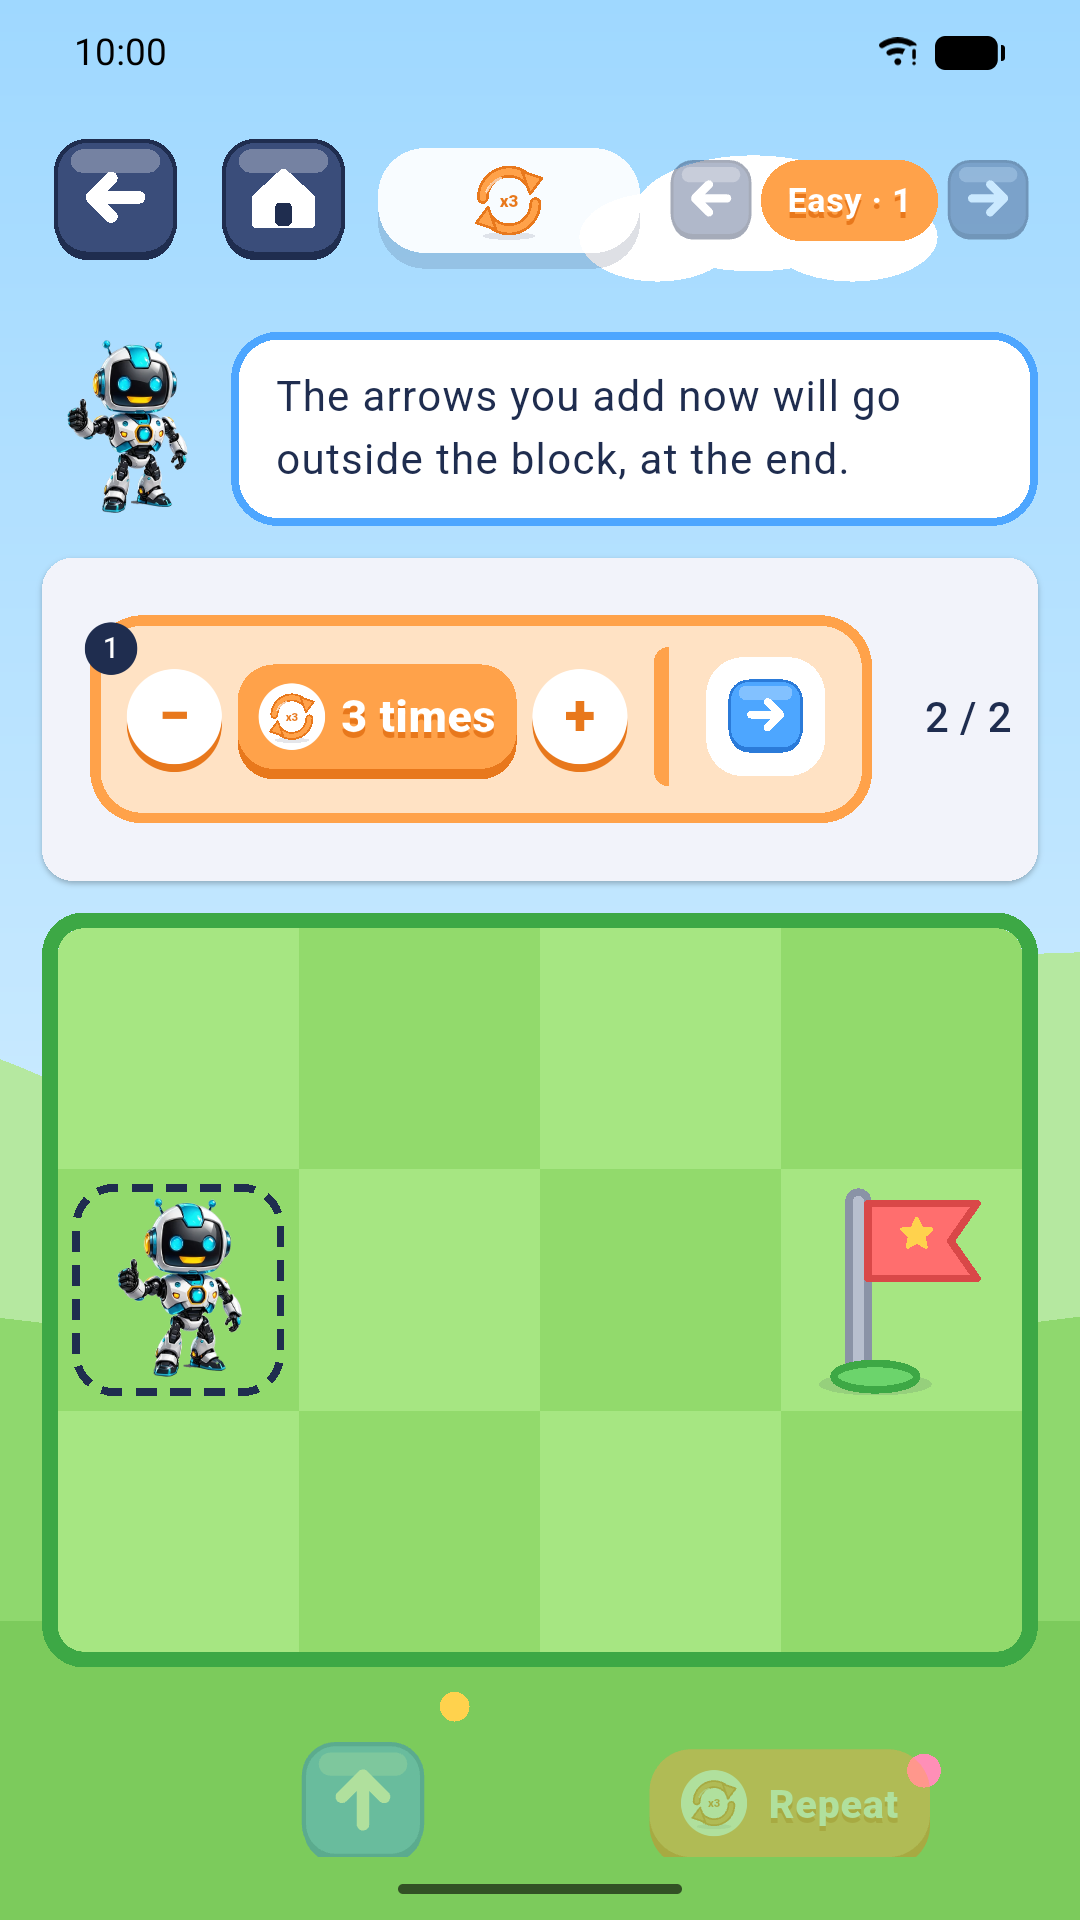 10:00
x3
Easy · 1
The arrows you add now will go
outside the block, at the end.
1
− x3 3 times +
2 / 2
x3 Repeat